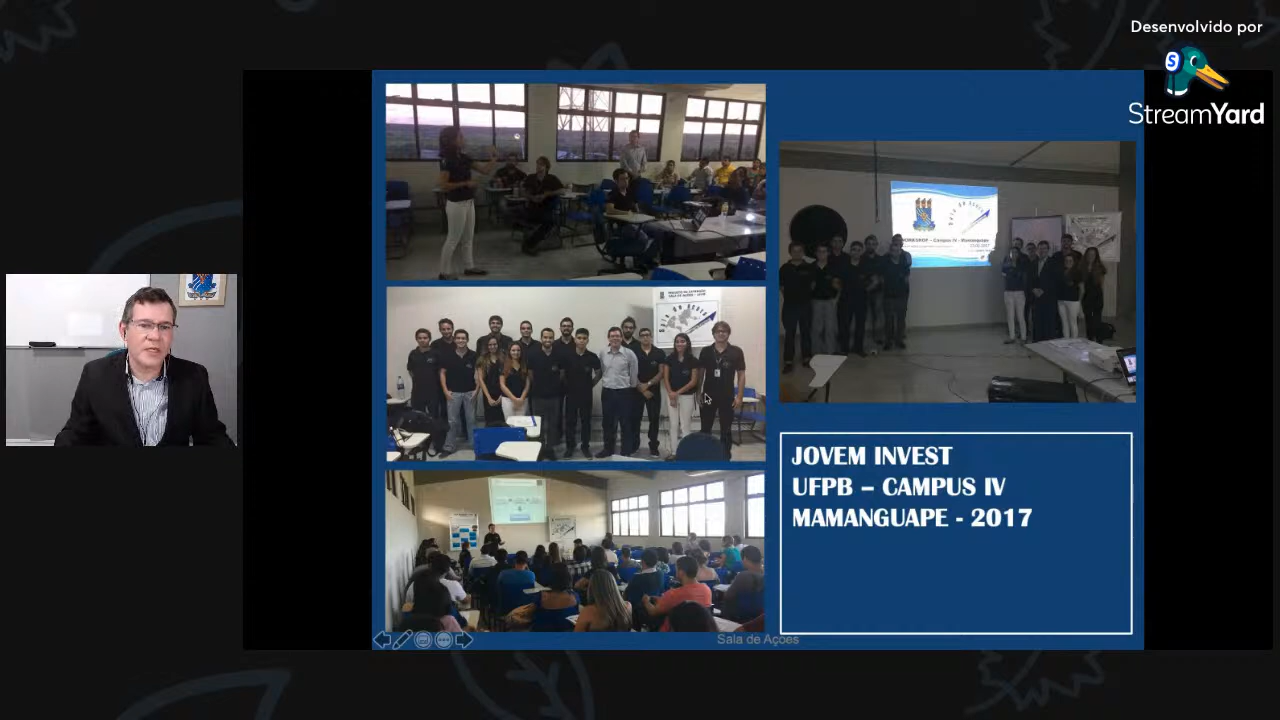 Desenvolvido por
StreamYard
JOVEM INVEST
UFPB – CAMPUS IV
MAMANGUAPE - 2017
Sala de Ações